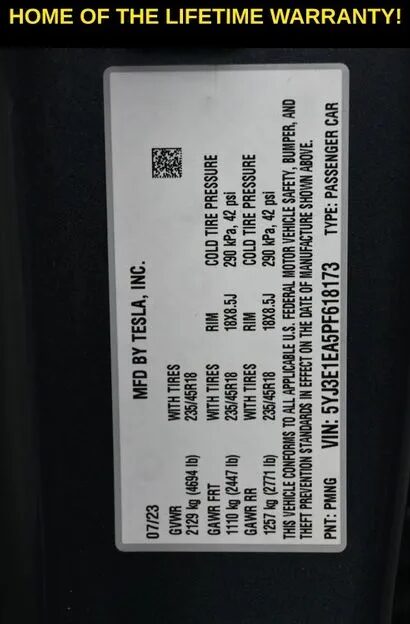 HOME OF THE LIFETIME WARRANTY!
MFD BY TESLA, INC.
07/23
GVWR WITH TIRES RIM COLD TIRE PRESSURE
2129 kg (4694 lb) 235/45R18 18X8.5J 290 kPa, 42 psi
GAWR FRT WITH TIRES RIM COLD TIRE PRESSURE
1110 kg (2447 lb) 235/45R18 18X8.5J 290 kPa, 42 psi
GAWR RR
1257 kg (2771 lb)
THIS VEHICLE CONFORMS TO ALL APPLICABLE U.S. FEDERAL MOTOR VEHICLE SAFETY, BUMPER, AND
THEFT PREVENTION STANDARDS IN EFFECT ON THE DATE OF MANUFACTURE SHOWN ABOVE.
PNT: PMNG VIN: 5YJ3E1EA5PF618173 TYPE: PASSENGER CAR